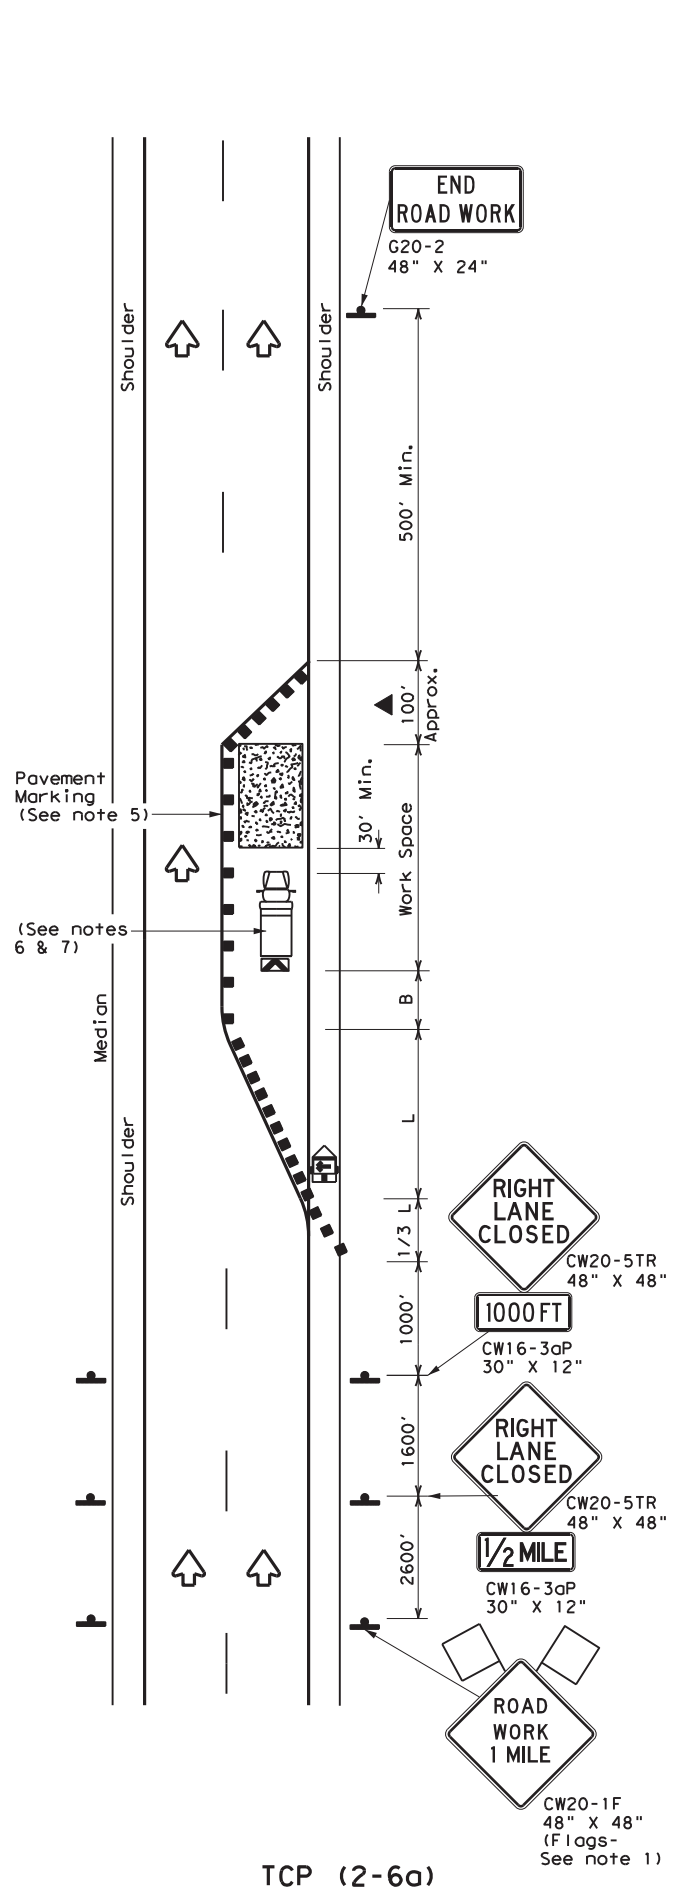 END
ROAD WORK
G20-2
48" X 24"
Shoulder
Shoulder
500' Min.
100'
Approx.
Pavement
Marking
(See note 5)
30' Min.
Work Space
(See notes
6 & 7)
B
Median
L
Shoulder
1/3 L
RIGHT
LANE
CLOSED
CW20-5TR
48" X 48"
1000 FT
CW16-3aP
30" X 12"
1000'
RIGHT
LANE
CLOSED
1600'
CW20-5TR
48" X 48"
1/2 MILE
CW16-3aP
30" X 12"
2600'
ROAD
WORK
1 MILE
CW20-1F
48" X 48"
(Flags-
See note 1)
TCP (2-6a)